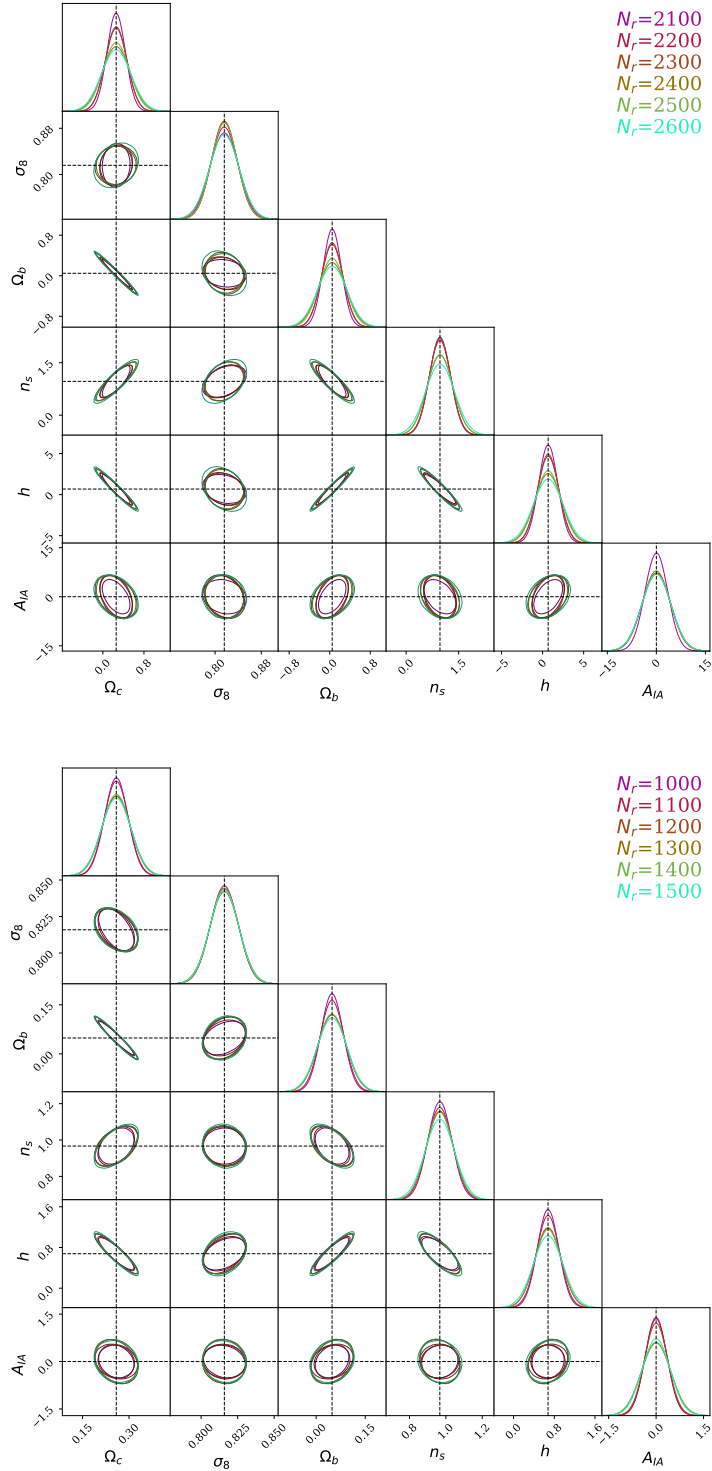 N_r=2100
N_r=2200
N_r=2300
N_r=2400
N_r=2500
N_r=2600
0.88
0.80
σ_8
0.8
0.0
−0.8
Ω_b
1.5
0.0
n_s
5
0
−5
h
15
0
−15
A_IA
0.0 0.8 0.80 0.88 −0.8 0.0 0.8 0.0 1.5 −5 0 5 −15 0 15
Ω_c σ_8 Ω_b n_s h A_IA
N_r=1000
N_r=1100
N_r=1200
N_r=1300
N_r=1400
N_r=1500
0.850
0.825
0.800
σ_8
0.15
0.00
Ω_b
1.2
1.0
0.8
n_s
1.6
0.8
0.0
h
1.5
0.0
−1.5
A_IA
0.15 0.30 0.800 0.825 0.850 0.00 0.15 0.8 1.0 1.2 0.0 0.8 1.6 −1.5 0.0 1.5
Ω_c σ_8 Ω_b n_s h A_IA